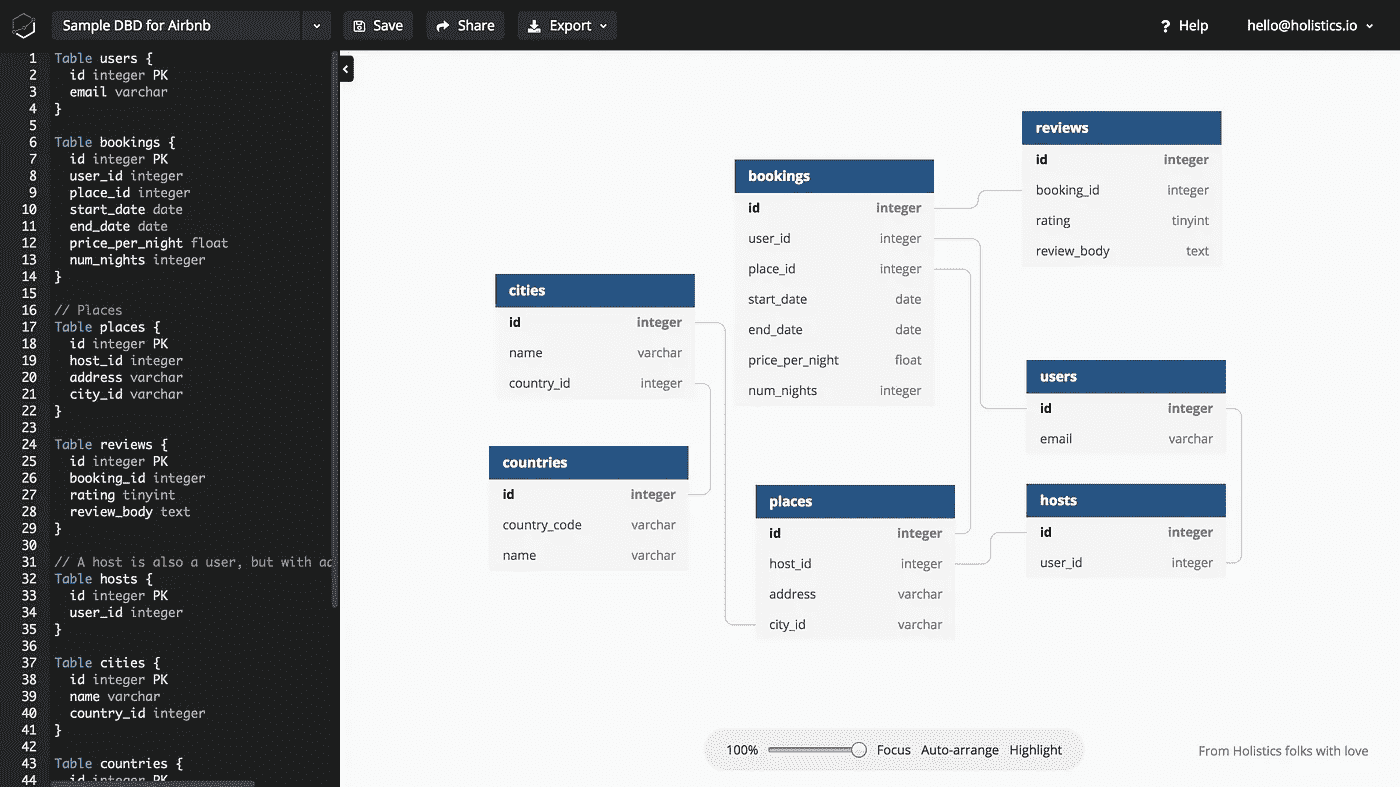 Sample DBD for Airbnb
Save
Share
Export
Help
hello@holistics.io
1 Table users {
2 id integer PK
3 email varchar
4 }
5
6 Table bookings {
7 id integer PK
8 user_id integer
9 place_id integer
10 start_date date
11 end_date date
12 price_per_night float
13 num_nights integer
14 }
15
16 // Places
17 Table places {
18 id integer PK
19 host_id integer
20 address varchar
21 city_id varchar
22 }
23
24 Table reviews {
25 id integer PK
26 booking_id integer
27 rating tinyint
28 review_body text
29 }
30
31 // A host is also a user, but with
32 Table hosts {
33 id integer PK
34 user_id integer
35 }
36
37 Table cities {
38 id integer PK
39 name varchar
40 country_id integer
41 }
42
43 Table countries {
44 id integer PK
reviews
id integer
booking_id integer
rating tinyint
review_body text
bookings
id integer
user_id integer
place_id integer
start_date date
end_date date
price_per_night float
num_nights integer
cities
id integer
name varchar
country_id integer
users
id integer
email varchar
countries
id integer
country_code varchar
name varchar
places
id integer
host_id integer
address varchar
city_id varchar
hosts
id integer
user_id integer
100% Focus Auto-arrange Highlight
From Holistics folks with love